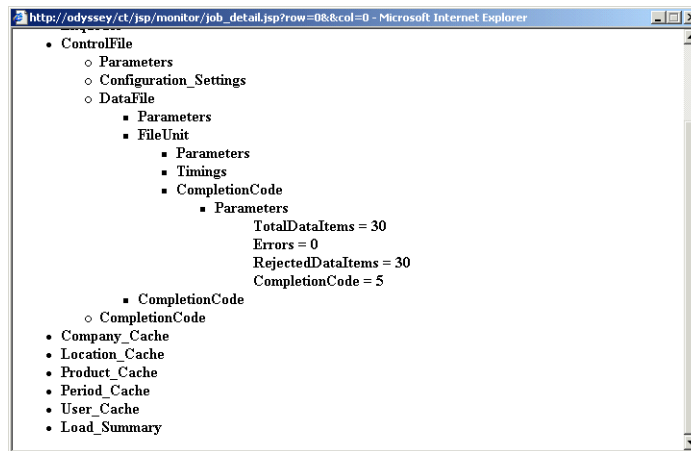 http://odyssey/ct/jsp/monitor/job_detail.jsp?row=0&&col=0 - Microsoft Internet Explorer
ControlFile
Parameters
Configuration_Settings
DataFile
Parameters
FileUnit
Parameters
Timings
CompletionCode
Parameters
TotalDataItems = 30
Errors = 0
RejectedDataItems = 30
CompletionCode = 5
CompletionCode
CompletionCode
Company_Cache
Location_Cache
Product_Cache
Period_Cache
User_Cache
Load_Summary